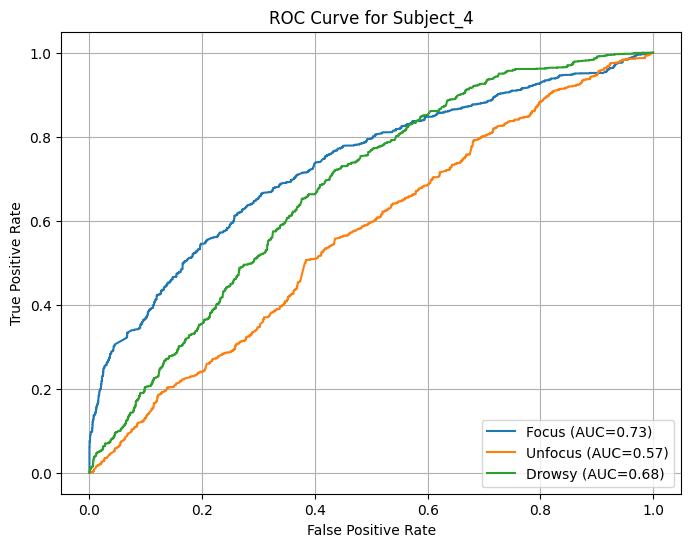 ROC Curve for Subject_4
True Positive Rate
1.0
0.8
0.6
0.4
0.2
0.0
Focus (AUC=0.73)
Unfocus (AUC=0.57)
Drowsy (AUC=0.68)
0.0 0.2 0.4 0.6 0.8 1.0
False Positive Rate